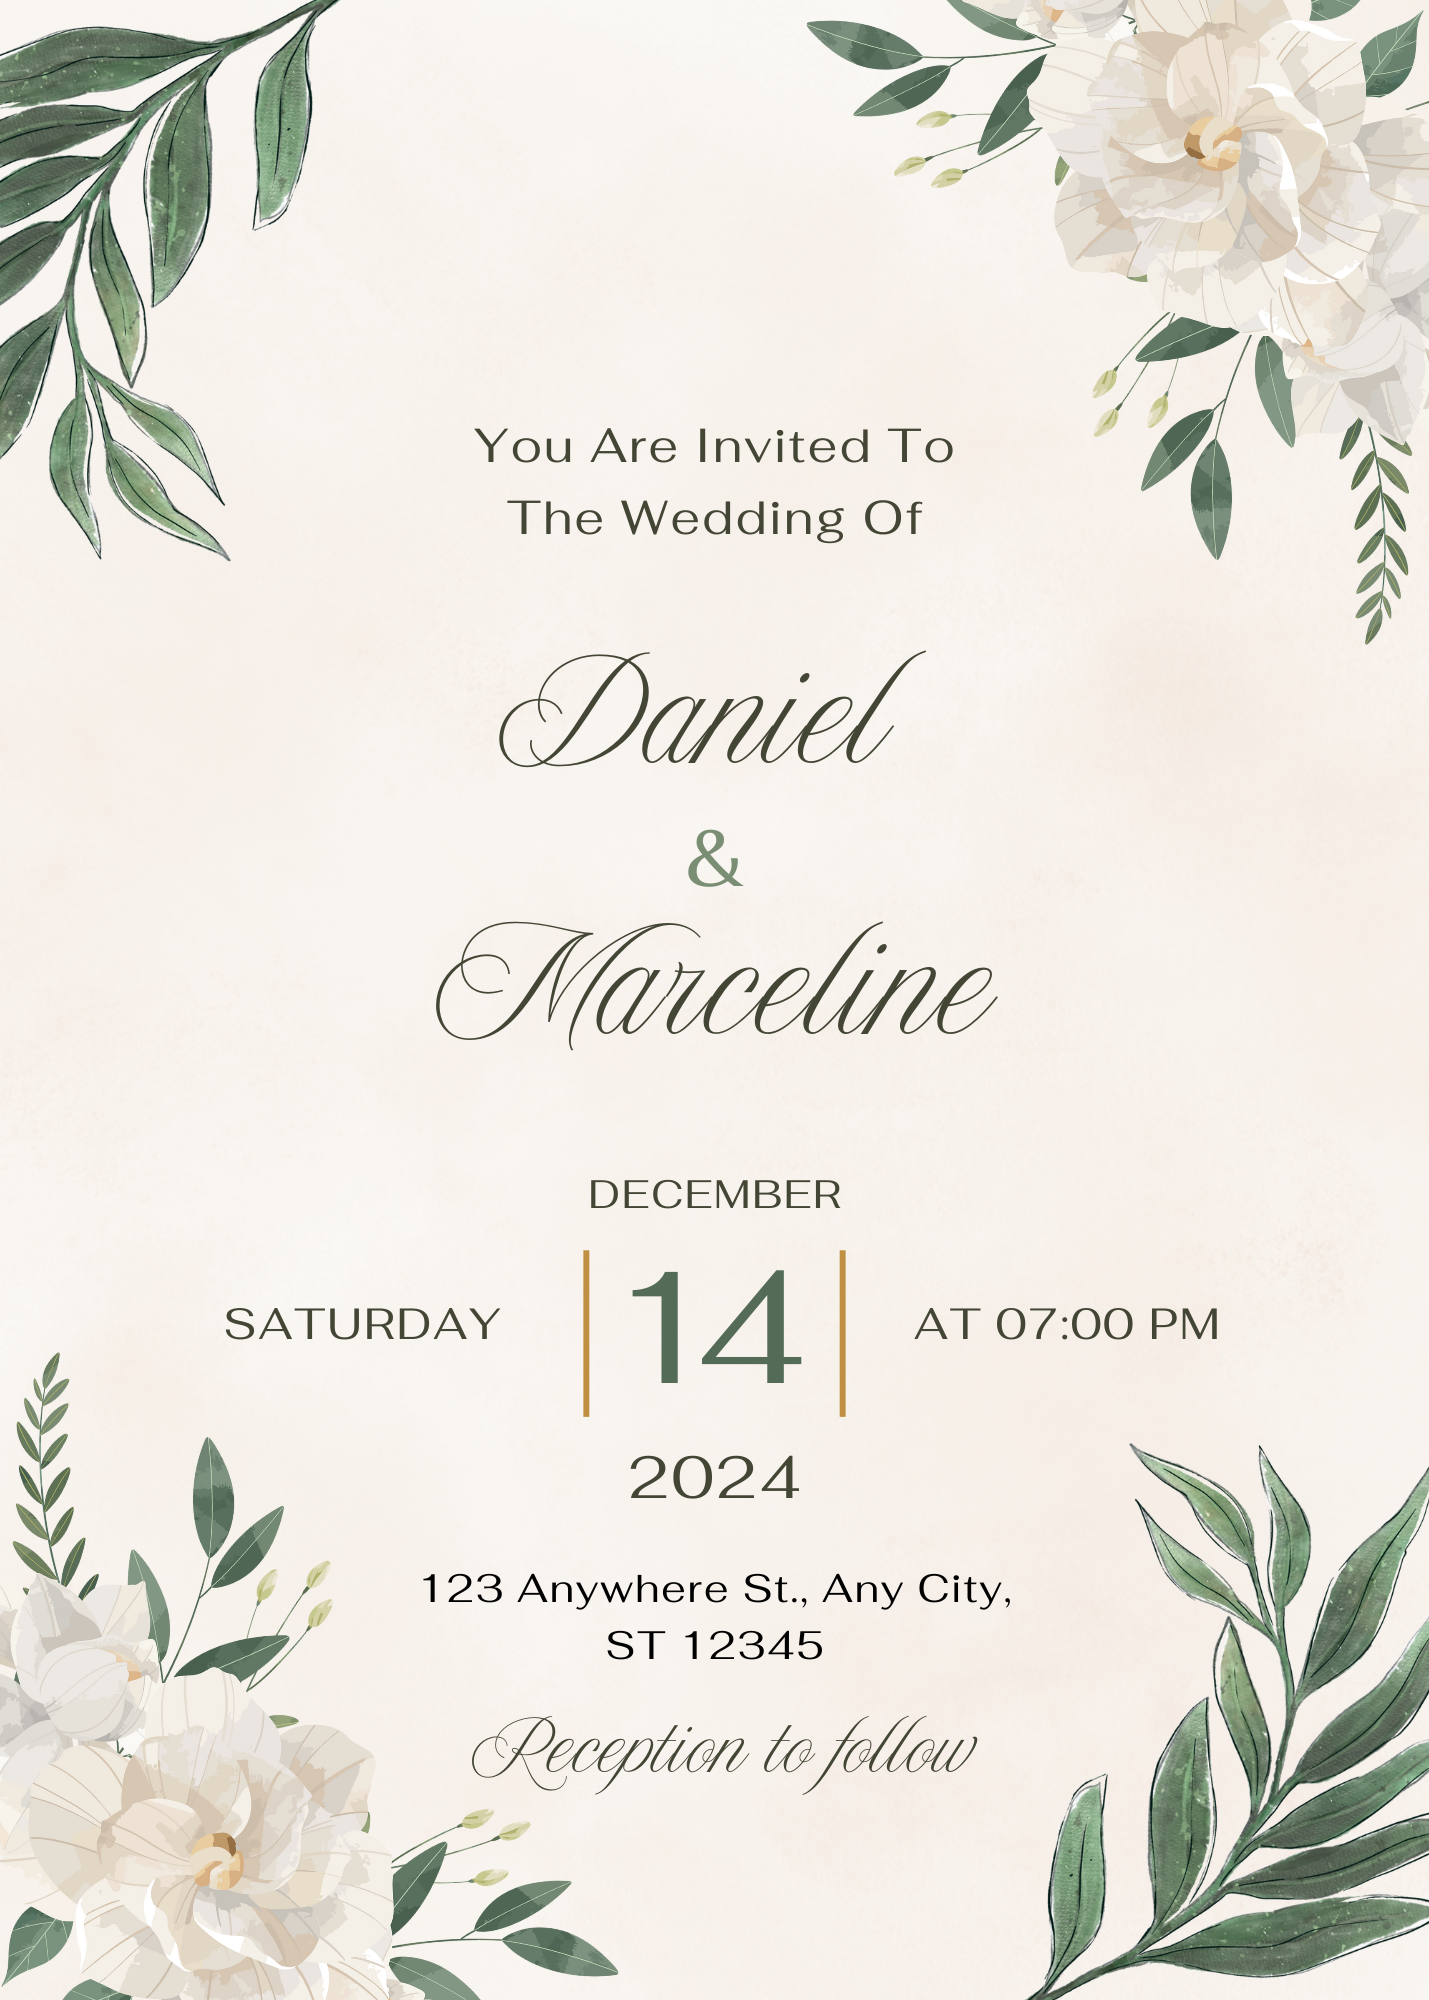 You Are Invited To
The Wedding Of
Daniel
&
Marceline
DECEMBER
SATURDAY
14
AT 07:00 PM
2024
123 Anywhere St., Any City,
ST 12345
Reception to follow